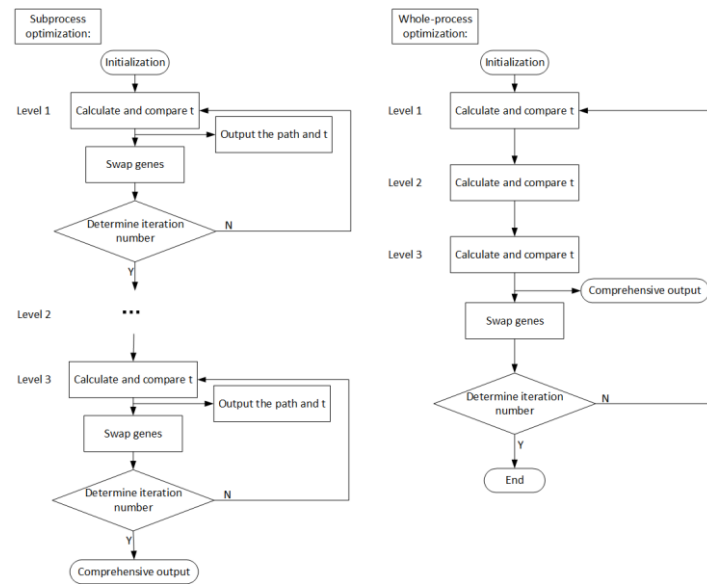 Subprocess
optimization:
Initialization
Level 1
Calculate and compare t
Output the path and t
Swap genes
Determine iteration
number
N
Y
Level 2
...
Level 3
Calculate and compare t
Output the path and t
Swap genes
Determine iteration
number
N
Y
Comprehensive output
Whole-process
optimization:
Initialization
Level 1
Calculate and compare t
Level 2
Calculate and compare t
Level 3
Calculate and compare t
Comprehensive output
Swap genes
Determine iteration
number
N
Y
End